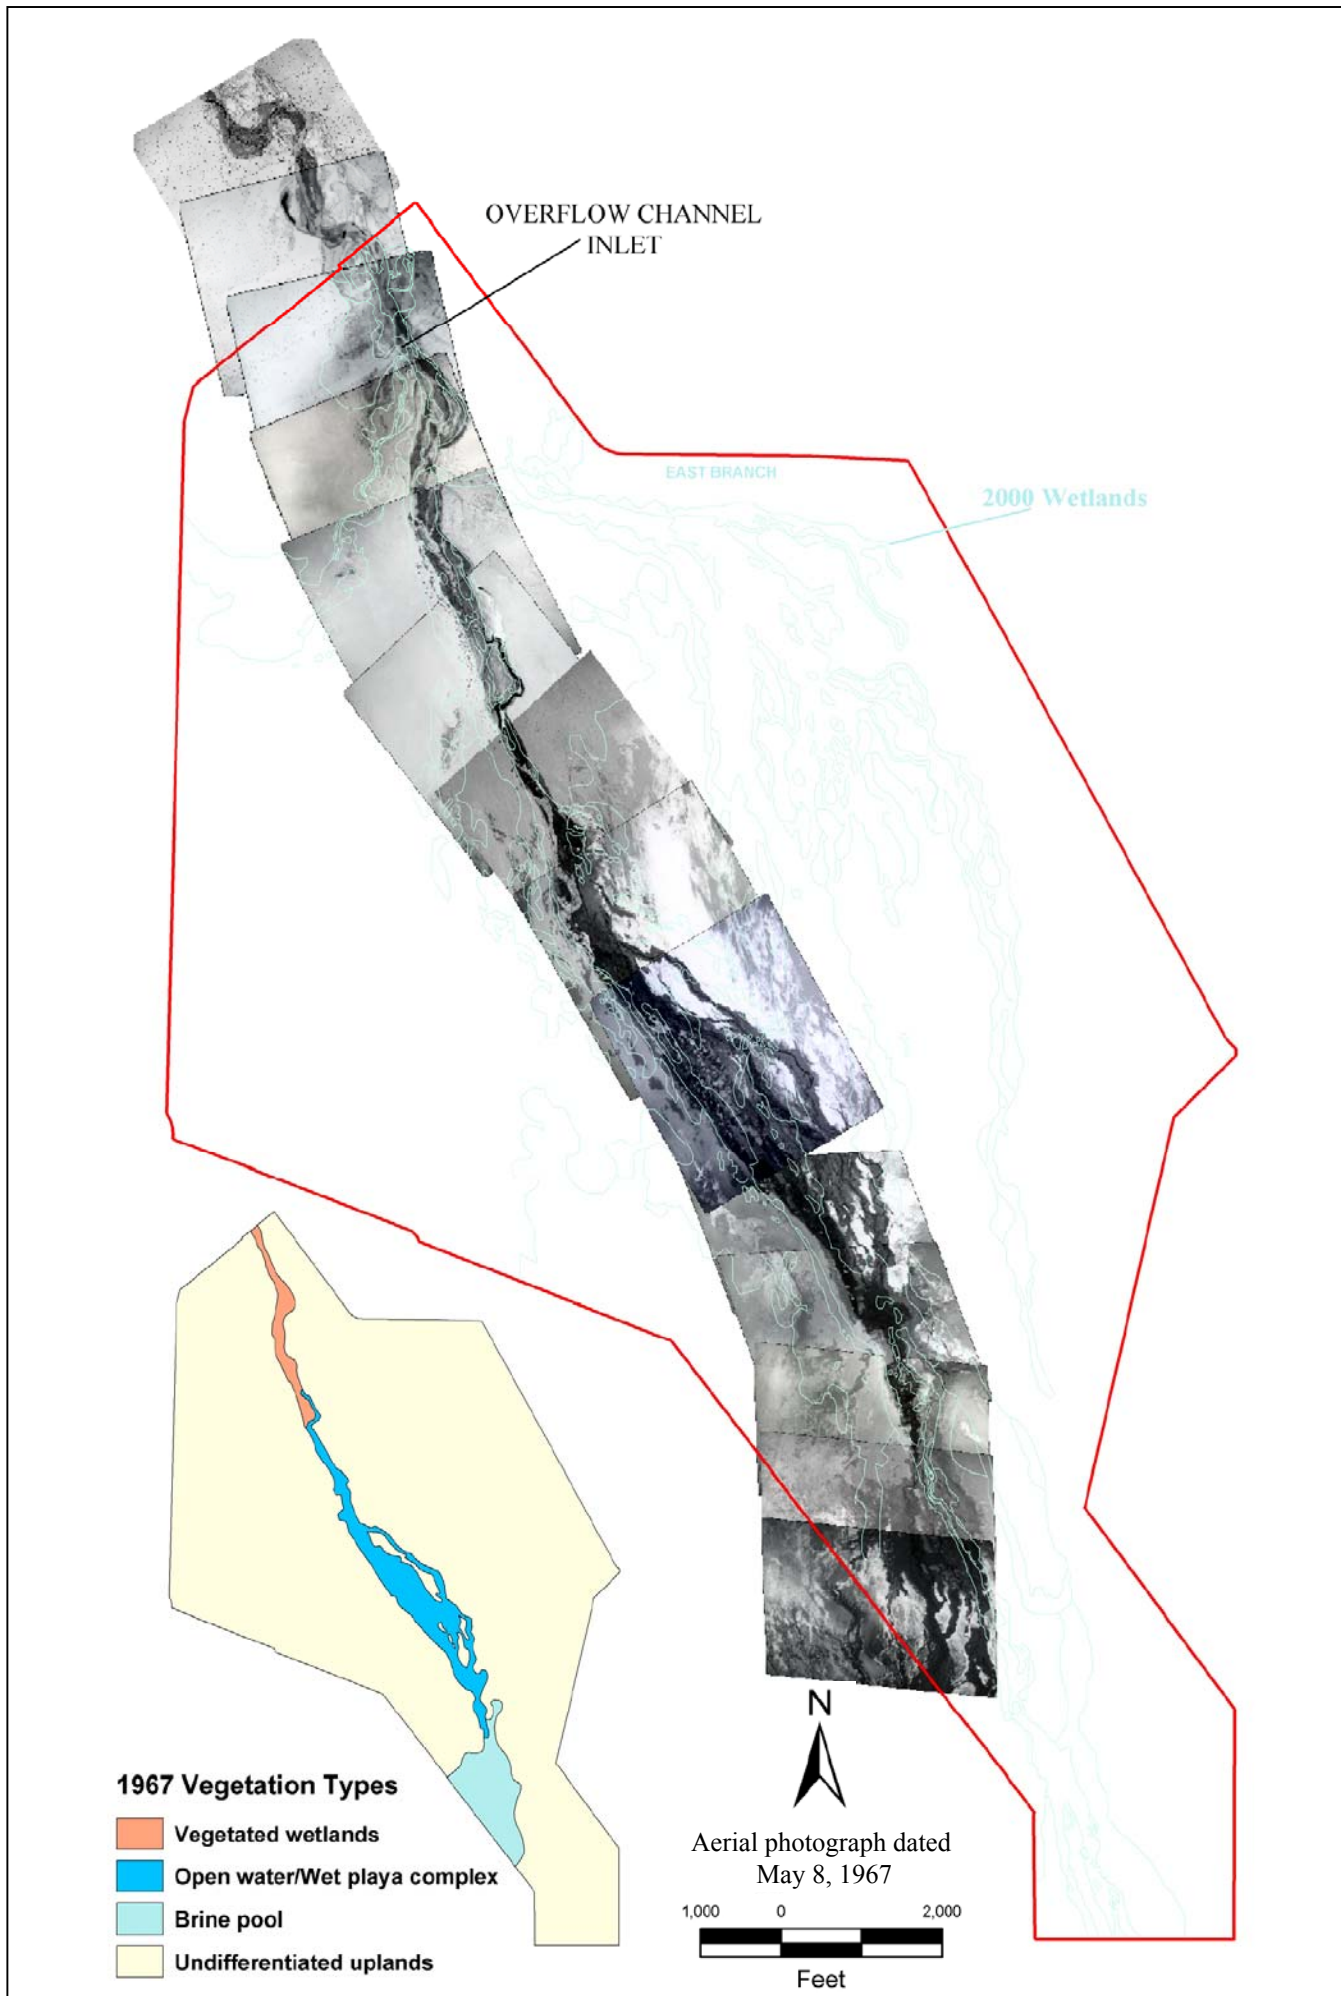 OVERFLOW CHANNEL
INLET
EAST BRANCH
2000 Wetlands
1967 Vegetation Types
Vegetated wetlands
Open water/Wet playa complex
Brine pool
Undifferentiated uplands
N
Aerial photograph dated
May 8, 1967
1,000 0 2,000
Feet